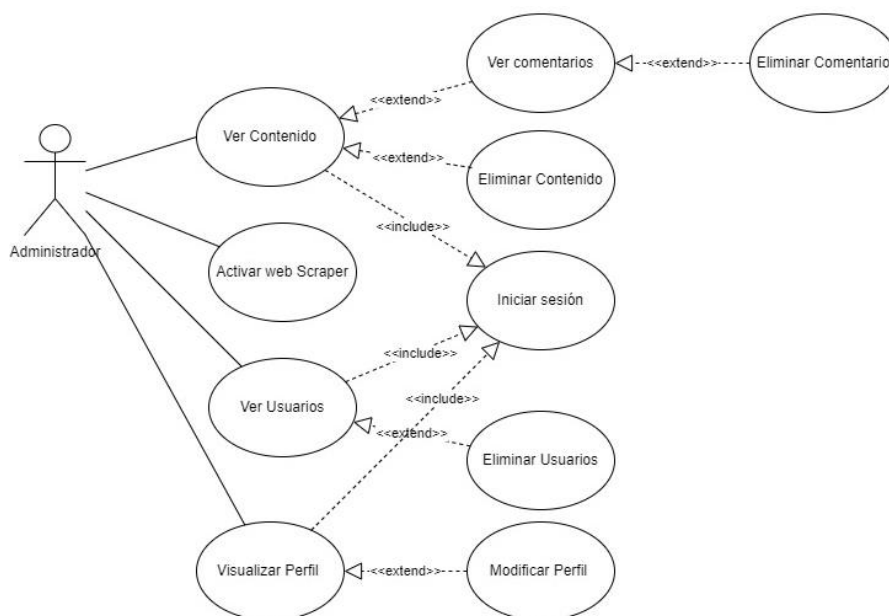 Ver comentarios
<<extend>>
Eliminar Comentario
<<extend>>
Ver Contenido
<<extend>>
Eliminar Contenido
<<include>>
Administrador
Activar web Scraper
Iniciar sesión
<<include>>
Ver Usuarios
<<include>>
<<extend>>
Eliminar Usuarios
Visualizar Perfil
<<extend>>
Modificar Perfil